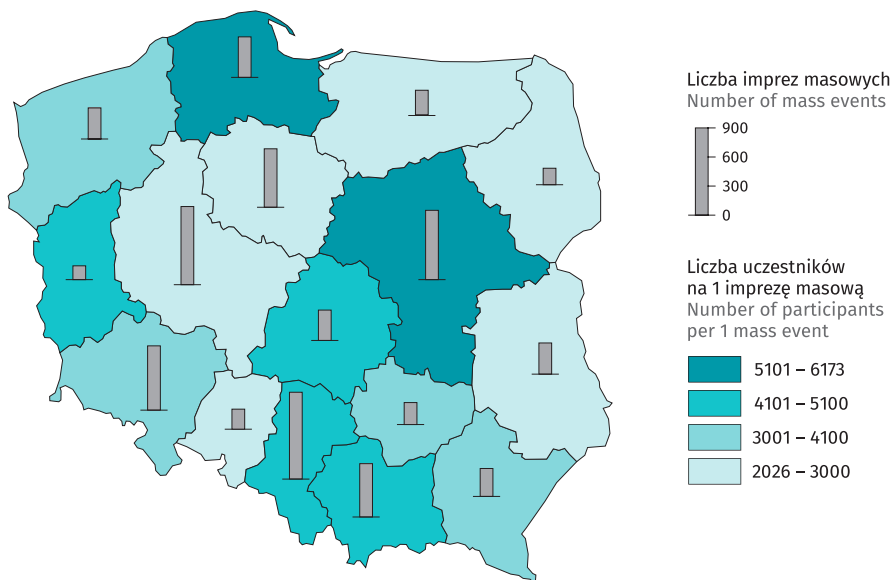 Liczba imprez masowych
Number of mass events
900
600
300
0
Liczba uczestników
na 1 imprezę masową
Number of participants
per 1 mass event
5101 – 6173
4101 – 5100
3001 – 4100
2026 – 3000